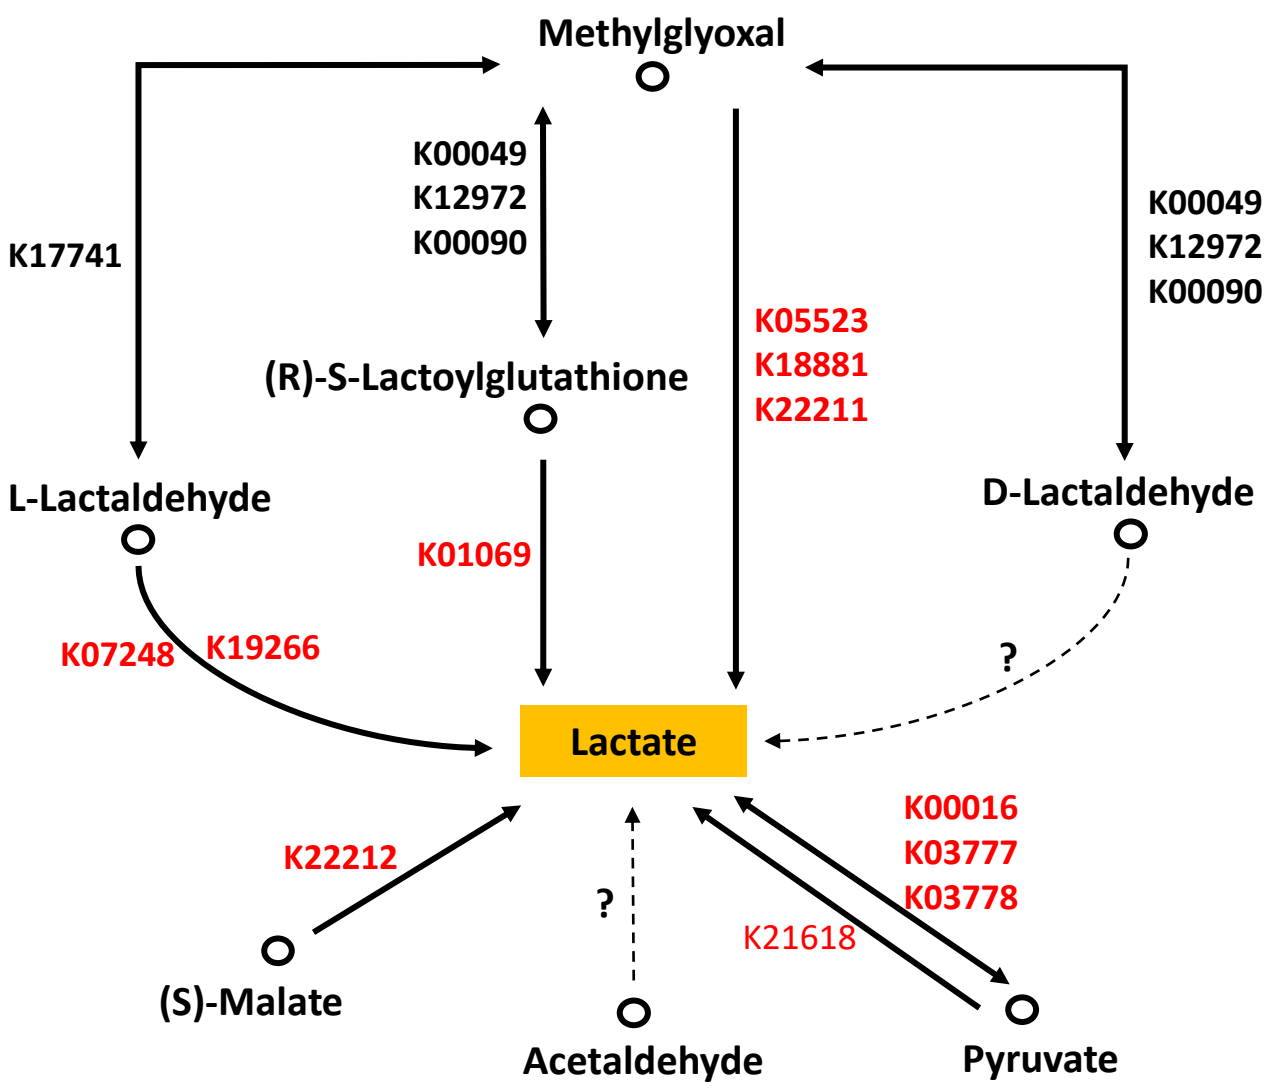 Methylglyoxal
K00049
K12972
K00090
K00049
K12972
K00090
K17741
K05523
K18881
K22211
(R)-S-Lactoylglutathione
L-Lactaldehyde
D-Lactaldehyde
K01069
K07248
K19266
?
Lactate
K00016
K03777
K03778
K22212
?
K21618
(S)-Malate
Acetaldehyde
Pyruvate